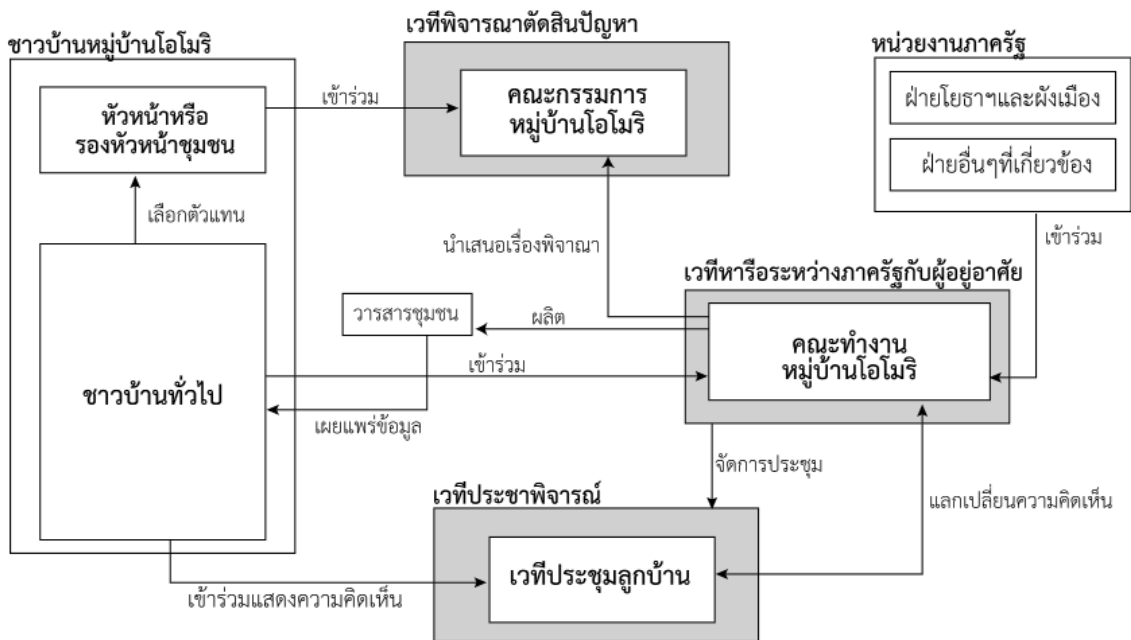 ชาวบ้านหมู่บ้านโอโมริ
หัวหน้าหรือ
รองหัวหน้าชุมชน
เลือกตัวแทน
ชาวบ้านทั่วไป
เข้าร่วม
เวทีพิจารณาตัดสินปัญหา
คณะกรรมการ
หมู่บ้านโอโมริ
หน่วยงานภาครัฐ
ฝ่ายโยธาฯและผังเมือง
ฝ่ายอื่นๆที่เกี่ยวข้อง
เข้าร่วม
นำเสนอเรื่องพิจาณา
เวทีหารือระหว่างภาครัฐกับผู้อยู่อาศัย
คณะทำงาน
หมู่บ้านโอโมริ
ผลิต
วารสารชุมชน
เข้าร่วม
เผยแพร่ข้อมูล
จัดการประชุม
แลกเปลี่ยนความคิดเห็น
เวทีประชาพิจารณ์
เวทีประชุมลูกบ้าน
เข้าร่วมแสดงความคิดเห็น